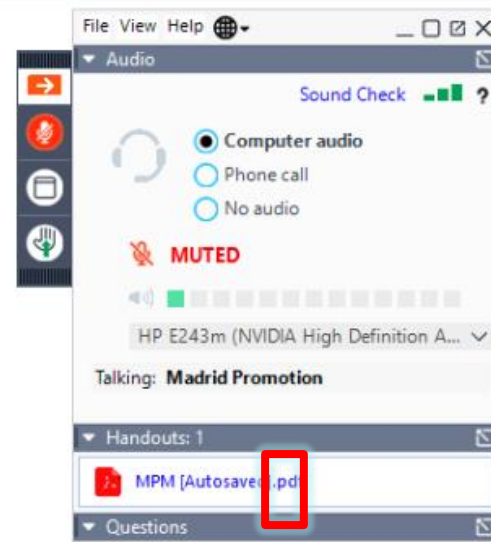 File View Help
Audio
Sound Check ?
Computer audio
Phone call
No audio
MUTED
HP E243m (NVIDIA High Definition A...
Talking: Madrid Promotion
Handouts: 1
MPM [Autosaved].pdf
Questions